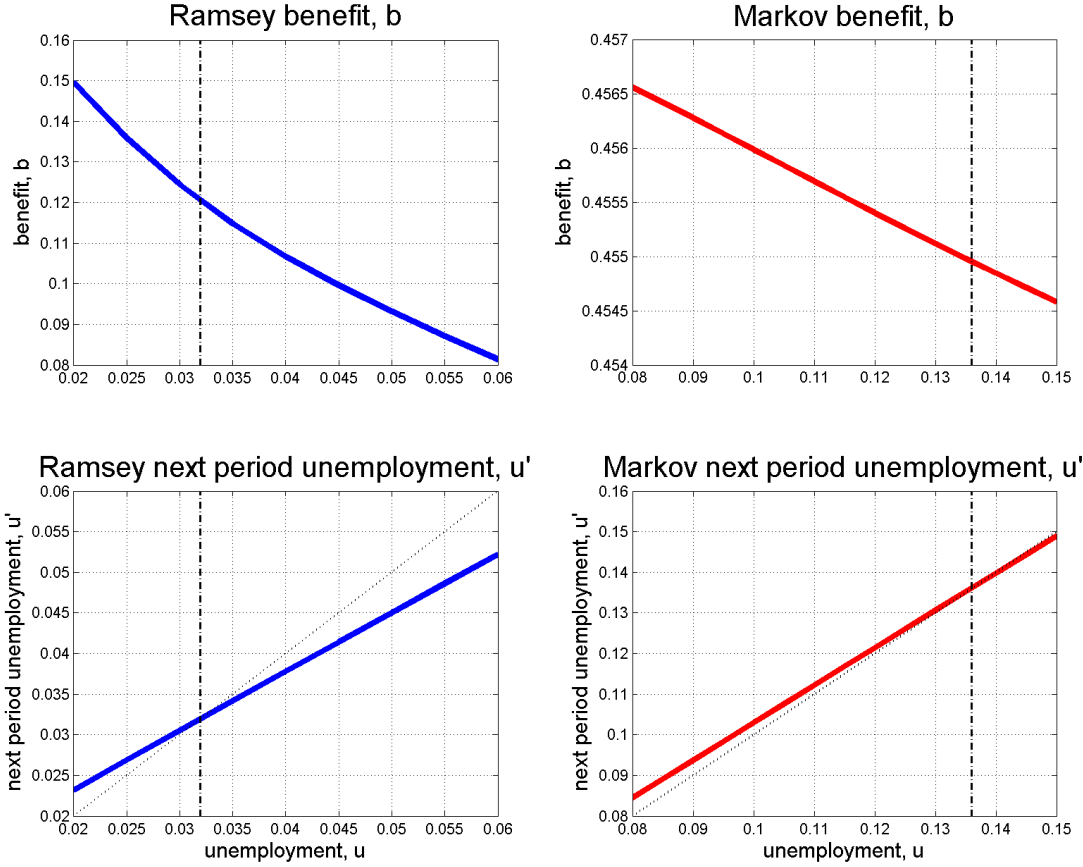 Ramsey benefit, b
Markov benefit, b
0.16
0.15
0.14
0.13
0.12
0.11
0.1
0.09
0.08
benefit, b
0.02 0.025 0.03 0.035 0.04 0.045 0.05 0.055 0.06
0.457
0.4565
0.456
0.4555
0.455
0.4545
0.454
benefit, b
0.08 0.09 0.1 0.11 0.12 0.13 0.14 0.15
Ramsey next period unemployment, u'
Markov next period unemployment, u'
0.06
0.055
0.05
0.045
0.04
0.035
0.03
0.025
0.02
next period unemployment, u'
0.02 0.025 0.03 0.035 0.04 0.045 0.05 0.055 0.06
unemployment, u
0.16
0.15
0.14
0.13
0.12
0.11
0.1
0.09
0.08
next period unemployment, u'
0.08 0.09 0.1 0.11 0.12 0.13 0.14 0.15
unemployment, u